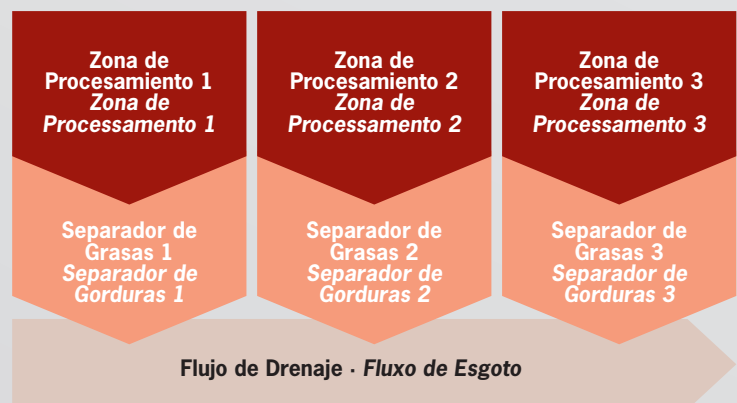 Zona de
Procesamiento 1
Zona de
Processamento 1
Zona de
Procesamiento 2
Zona de
Processamento 2
Zona de
Procesamiento 3
Zona de
Processamento 3
Separador de
Grasas 1
Separador de
Gorduras 1
Separador de
Grasas 2
Separador de
Gorduras 2
Separador de
Grasas 3
Separador de
Gorduras 3
Flujo de Drenaje · Fluxo de Esgoto